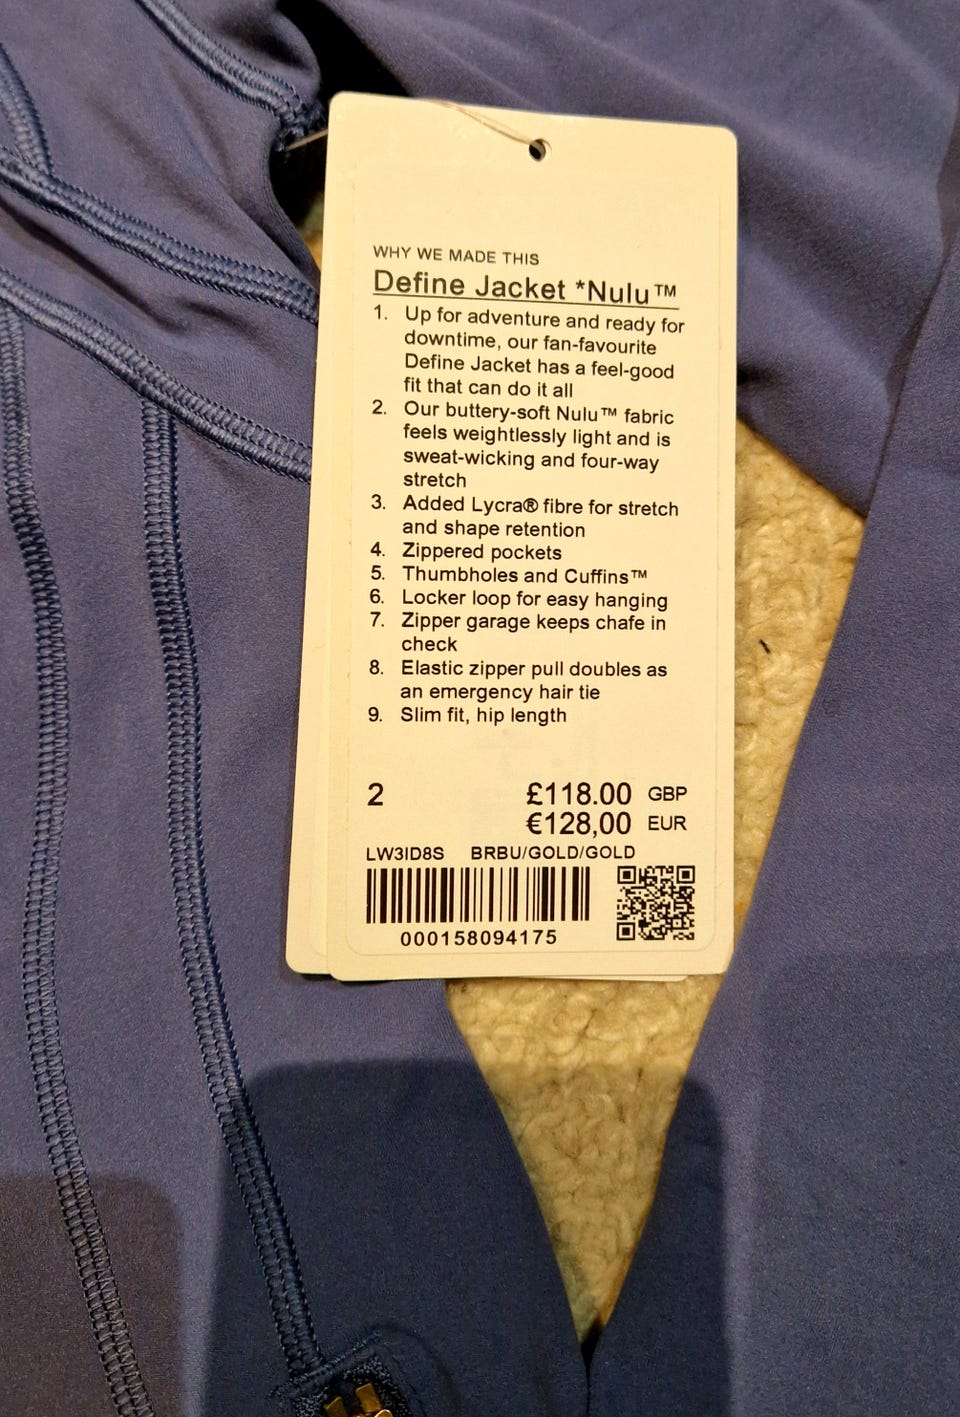 WHY WE MADE THIS
Define Jacket *Nulu™
1. Up for adventure and ready for
downtime, our fan-favourite
Define Jacket has a feel-good
fit that can do it all
2. Our buttery-soft Nulu™ fabric
feels weightlessly light and is
sweat-wicking and four-way
stretch
3. Added Lycra® fibre for stretch
and shape retention
4. Zippered pockets
5. Thumbholes and Cuffins™
6. Locker loop for easy hanging
7. Zipper garage keeps chafe in
check
8. Elastic zipper pull doubles as
an emergency hair tie
9. Slim fit, hip length
2 £118.00 GBP
€128,00 EUR
LW3ID8S BRBU/GOLD/GOLD
000158094175